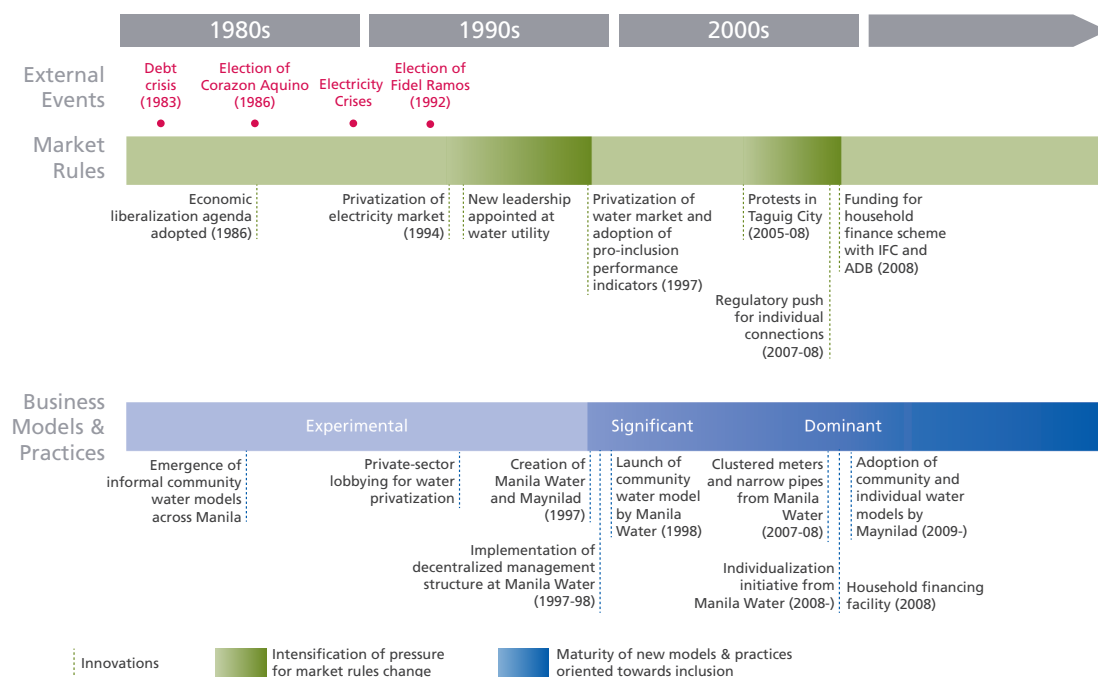 1980s
1990s
2000s
External
Events
Debt
crisis
(1983)
Election of
Corazon Aquino
(1986)
Electricity
Crises
Election of
Fidel Ramos
(1992)
Market
Rules
Economic
liberalization agenda
adopted (1986)
Privatization of
electricity market
(1994)
New leadership
appointed at
water utility
Privatization of
water market and
adoption of
pro-inclusion
performance
indicators (1997)
Protests in
Taguig City
(2005-08)
Regulatory push
for individual
connections
(2007-08)
Funding for
household
finance scheme
with IFC and
ADB (2008)
Business
Models &
Practices
Experimental
Significant
Dominant
Emergence of
informal community
water models
across Manila
Private-sector
lobbying for water
privatization
Creation of
Manila Water
and Maynilad
(1997)
Implementation of
decentralized management
structure at Manila Water
(1997-98)
Launch of
community
water model
by Manila
Water (1998)
Clustered meters
and narrow pipes
from Manila
Water
(2007-08)
Individualization
initiative from
Manila Water (2008-)
Adoption of
community and
individual water
models by
Maynilad (2009-)
Household financing
facility (2008)
Innovations
Intensification of pressure
for market rules change
Maturity of new models & practices
oriented towards inclusion